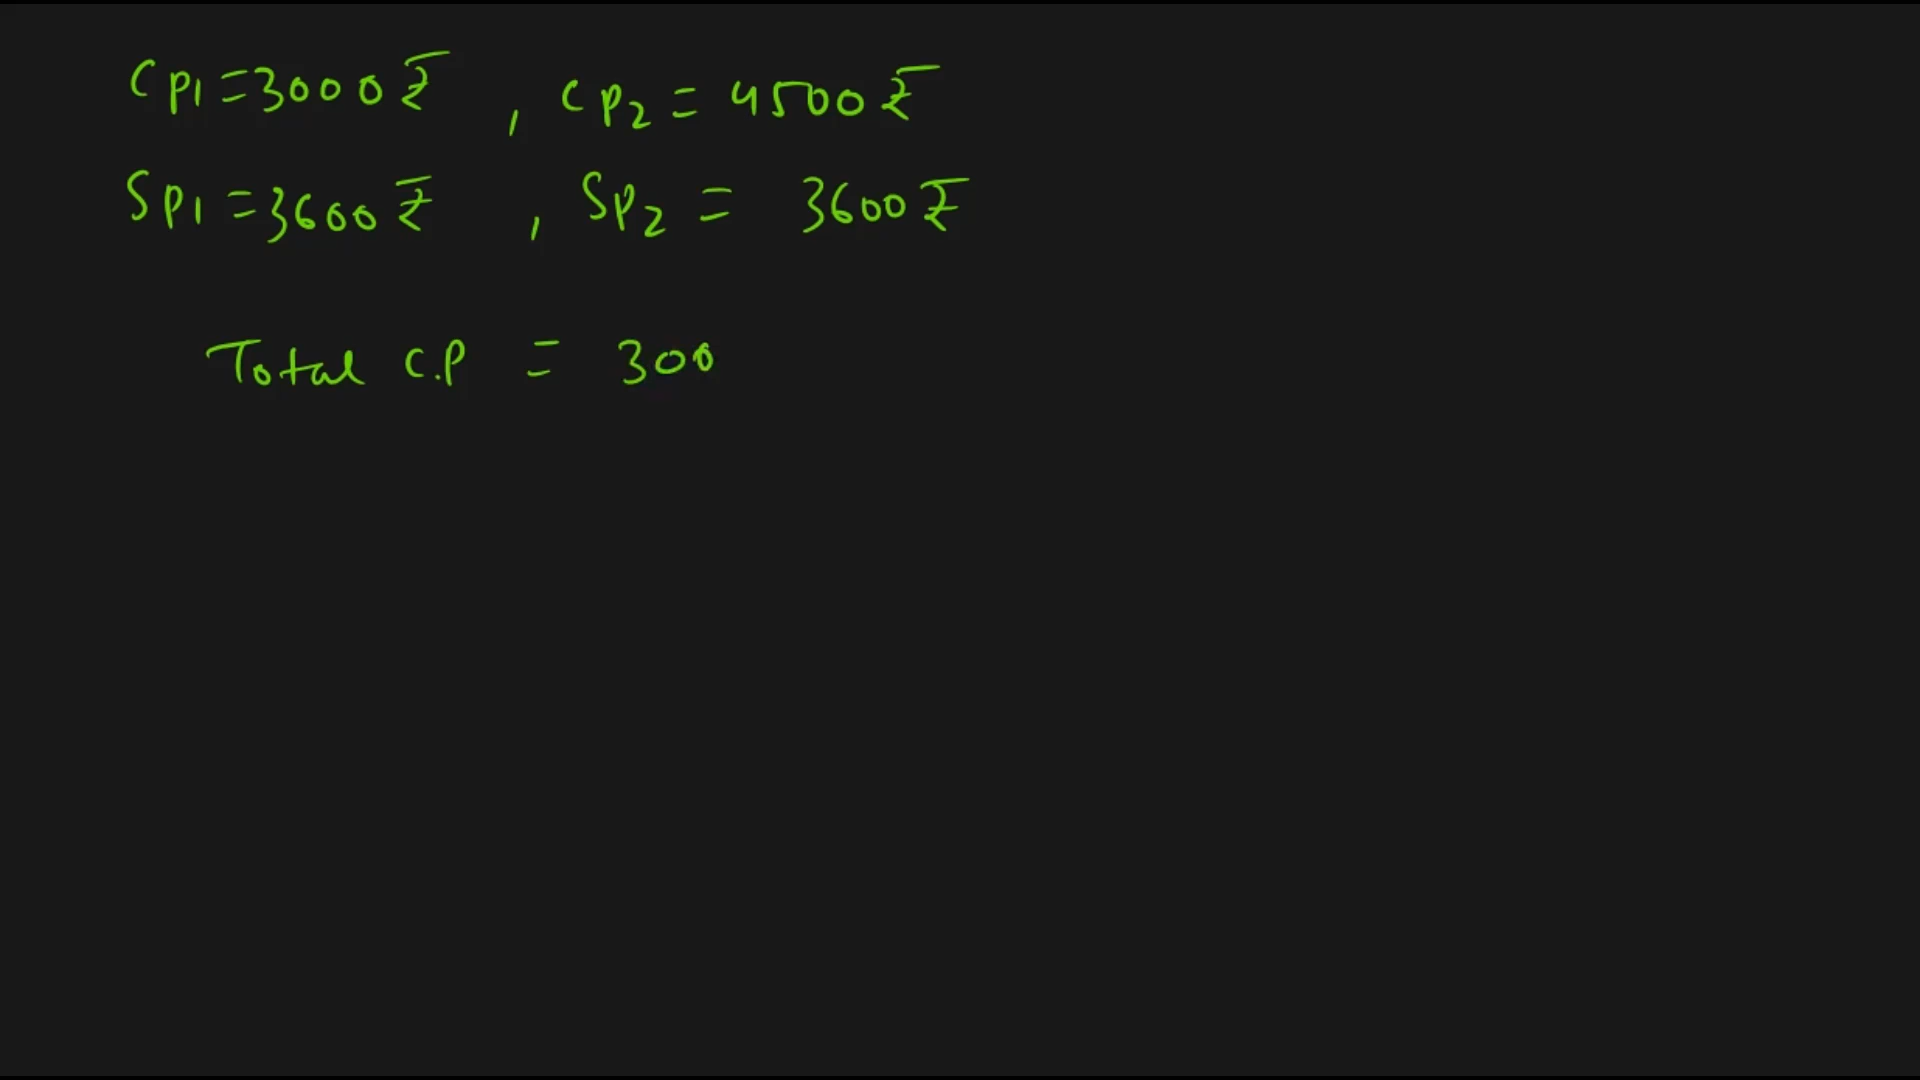 CP1 = 3000 ₹ , CP2 = 4500 ₹
SP1 = 3600 ₹ , SP2 = 3600 ₹
Total C.P = 300